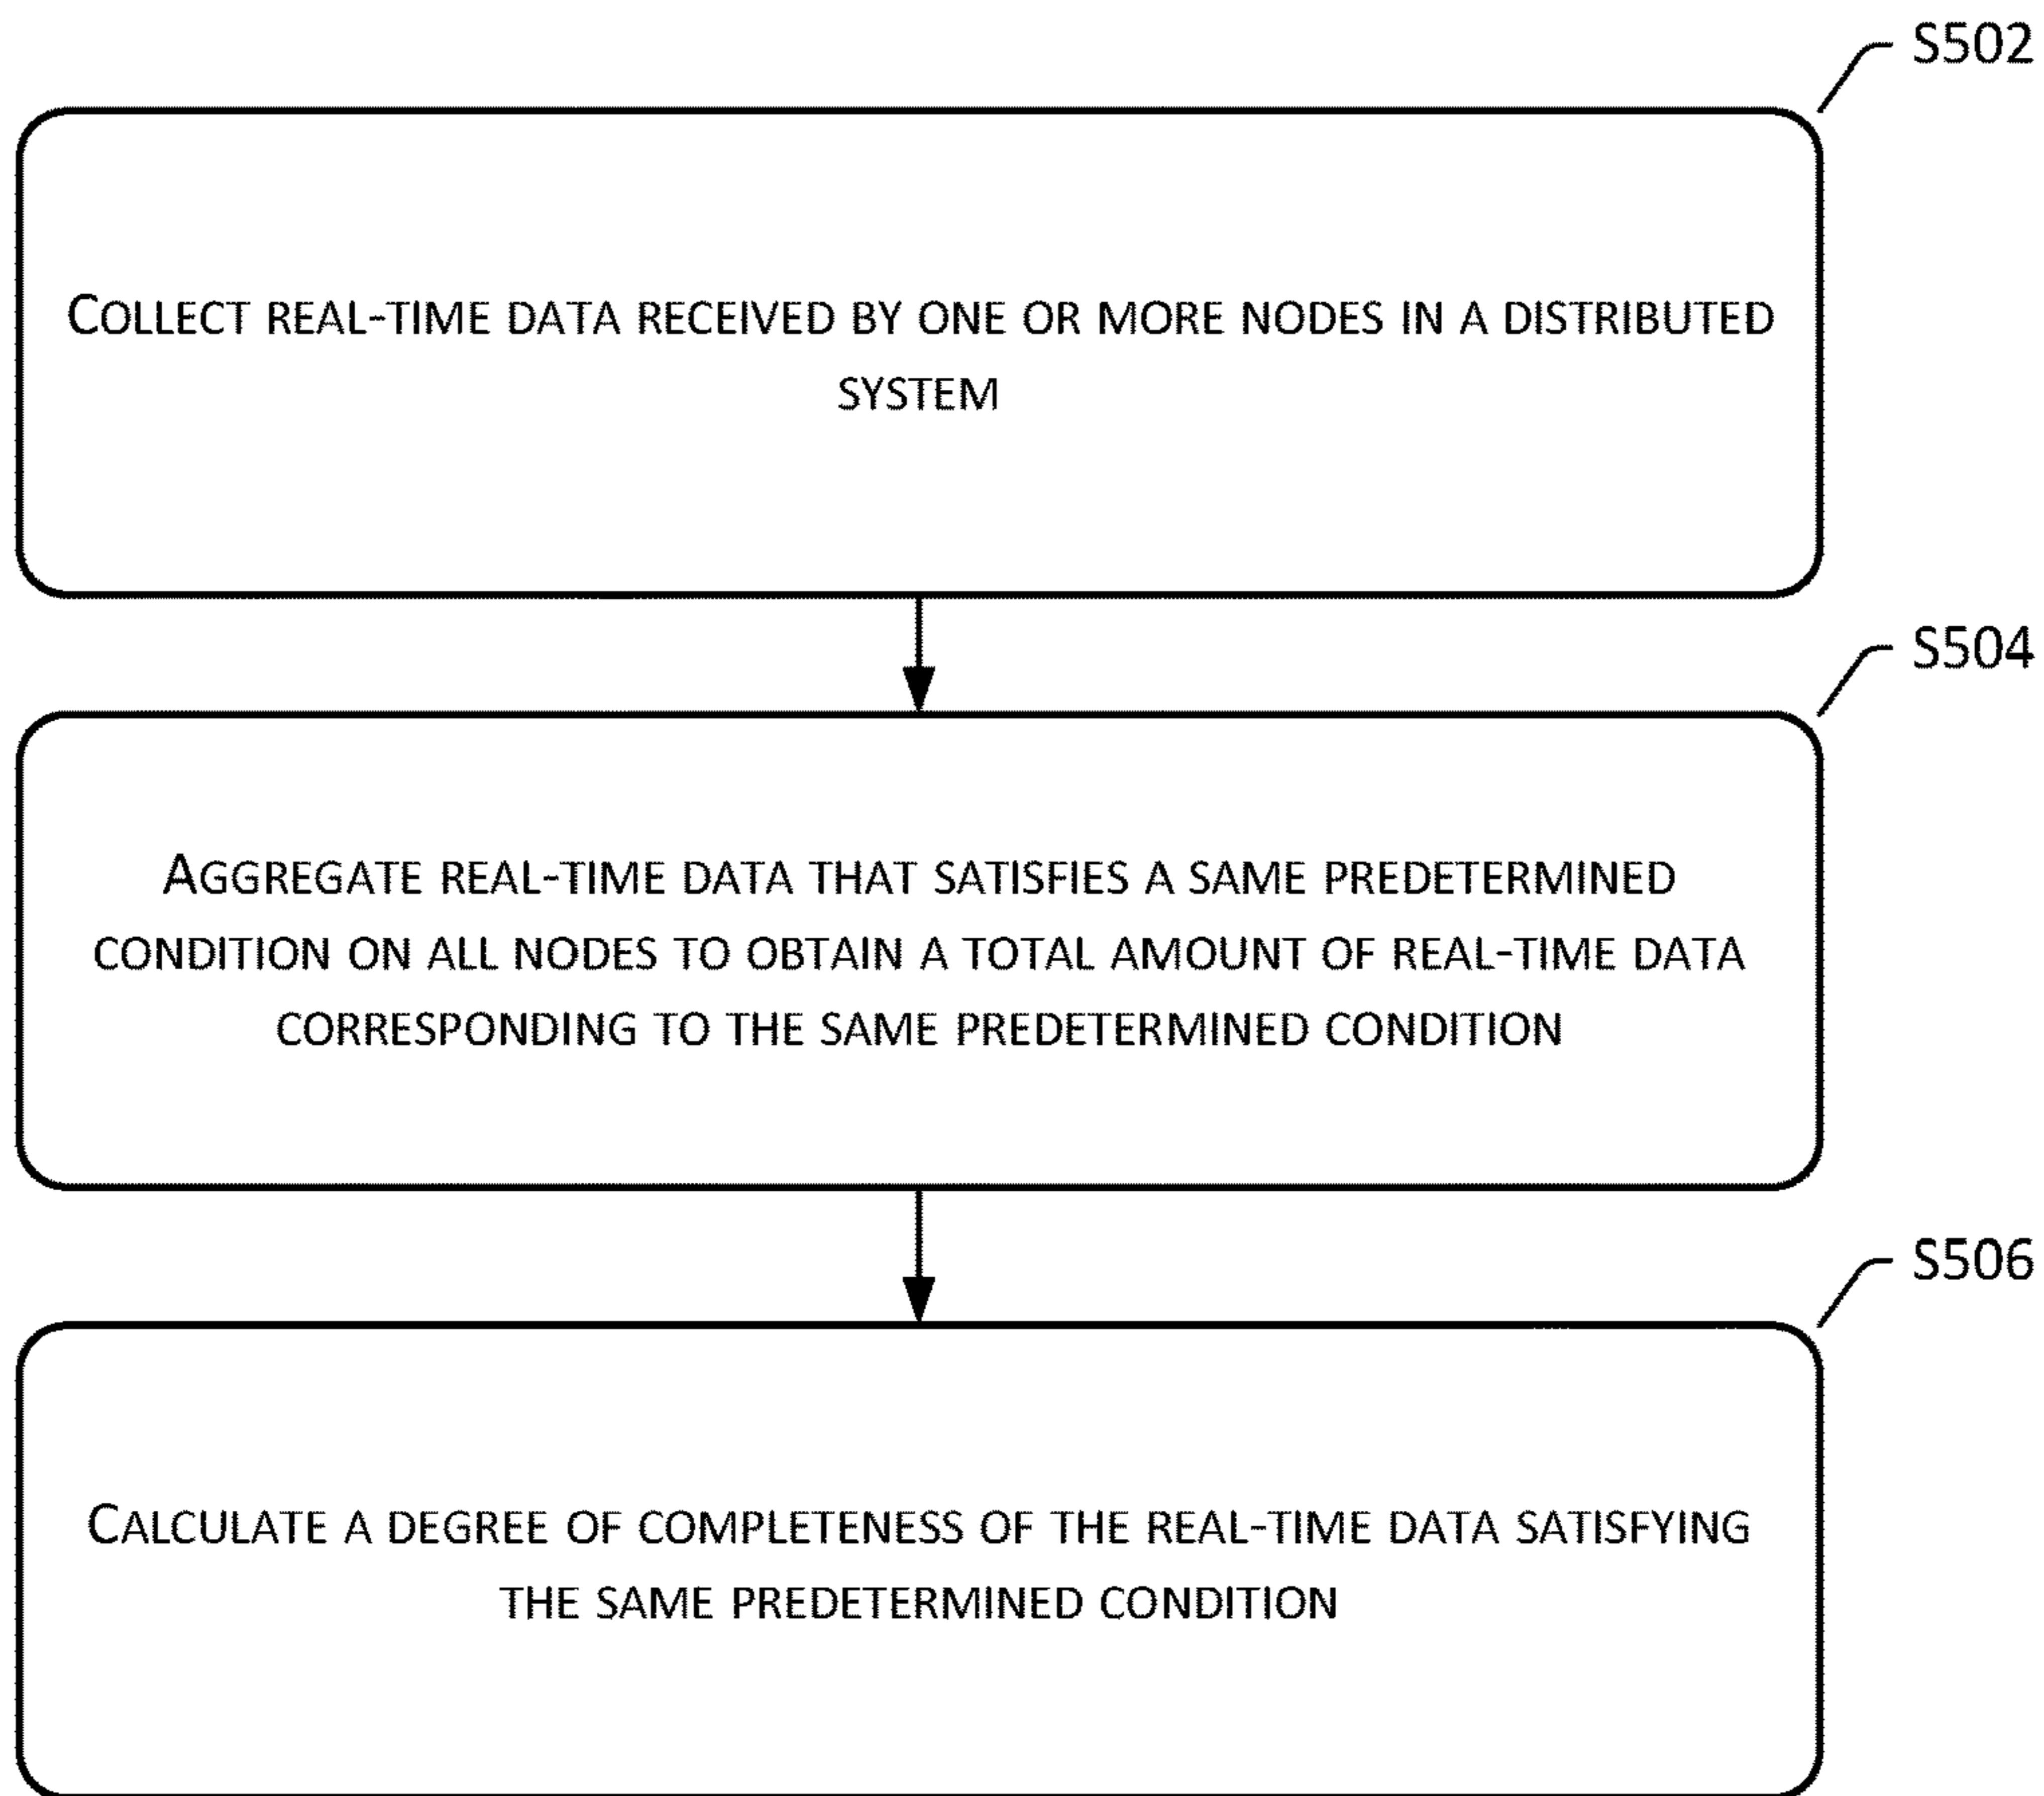 S502
COLLECT REAL-TIME DATA RECEIVED BY ONE OR MORE NODES IN A DISTRIBUTED
SYSTEM
S504
AGGREGATE REAL-TIME DATA THAT SATISFIES A SAME PREDETERMINED
CONDITION ON ALL NODES TO OBTAIN A TOTAL AMOUNT OF REAL-TIME DATA
CORRESPONDING TO THE SAME PREDETERMINED CONDITION
S506
CALCULATE A DEGREE OF COMPLETENESS OF THE REAL-TIME DATA SATISFYING
THE SAME PREDETERMINED CONDITION